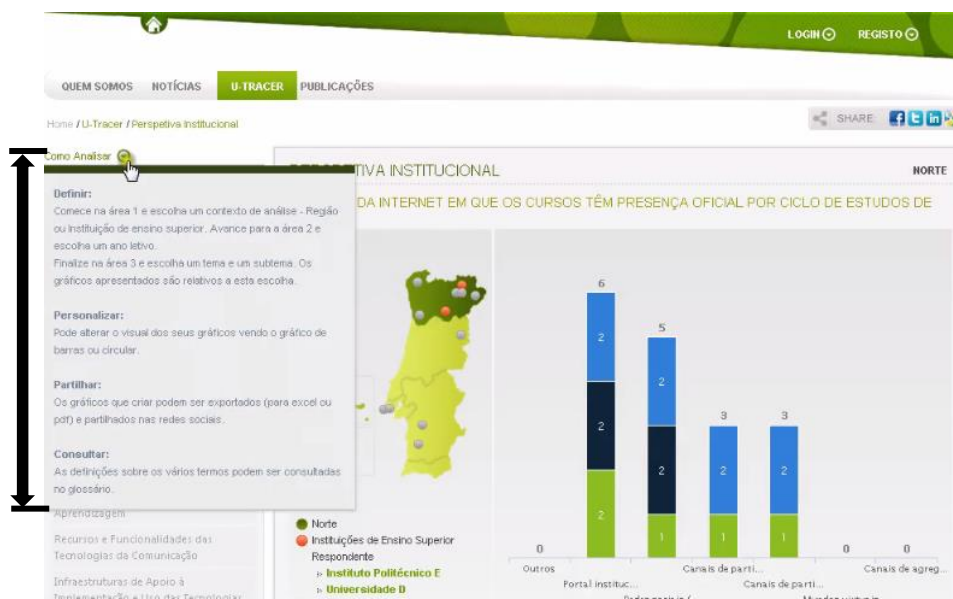 LOGIN
REGISTO
QUEM SOMOS
NOTÍCIAS
U-TRACER
PUBLICAÇÕES
Home / U-Tracer / Perspetiva Institucional
SHARE
Como Analisar
TIVA INSTITUCIONAL
NORTE
DA INTERNET EM QUE OS CURSOS TÊM PRESENÇA OFICIAL POR CICLO DE ESTUDOS DE
Definir:
Comece na área 1 e escolha um contexto de análise - Região
ou Instituição de ensino superior. Avance para a área 2 e
escolha um ano letivo.
Finalize na área 3 e escolha um tema e um subtema. Os
gráficos apresentados são relativos a esta escolha.
Personalizar:
Pode alterar o visual dos seus gráficos vendo o gráfico de
barras ou circular.
Partilhar:
Os gráficos que criar podem ser exportados (para excel ou
pdf) e partilhados nas redes sociais.
Consultar:
As definições sobre os vários termos podem ser consultadas
no glossário.
Aprendizagem
Recursos e Funcionalidades das
Tecnologias da Comunicação
Infraestruturas de Apoio à
Implementação e Uso das Tecnologias
Norte
Instituições de Ensino Superior
Respondente
» Instituto Politécnico E
» Universidade D
6
5
3
3
2
2
2
2
2
2
2
2
1
1
1
0
0
0
Outros
Portal instituc...
Canais de parti...
Canais de parti...
Canais de agreg...